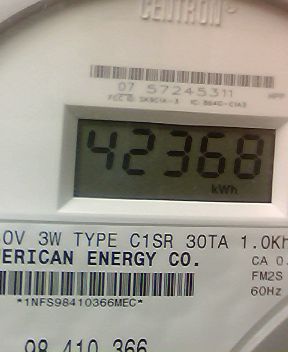 CENTRON
07 57245311
42368
kWh
0V 3W TYPE C1SR 30TA 1.0Kh
ERICAN ENERGY CO.
CA 0.
FM2S
60Hz
*1NFS98410366MEC*
98 410 366